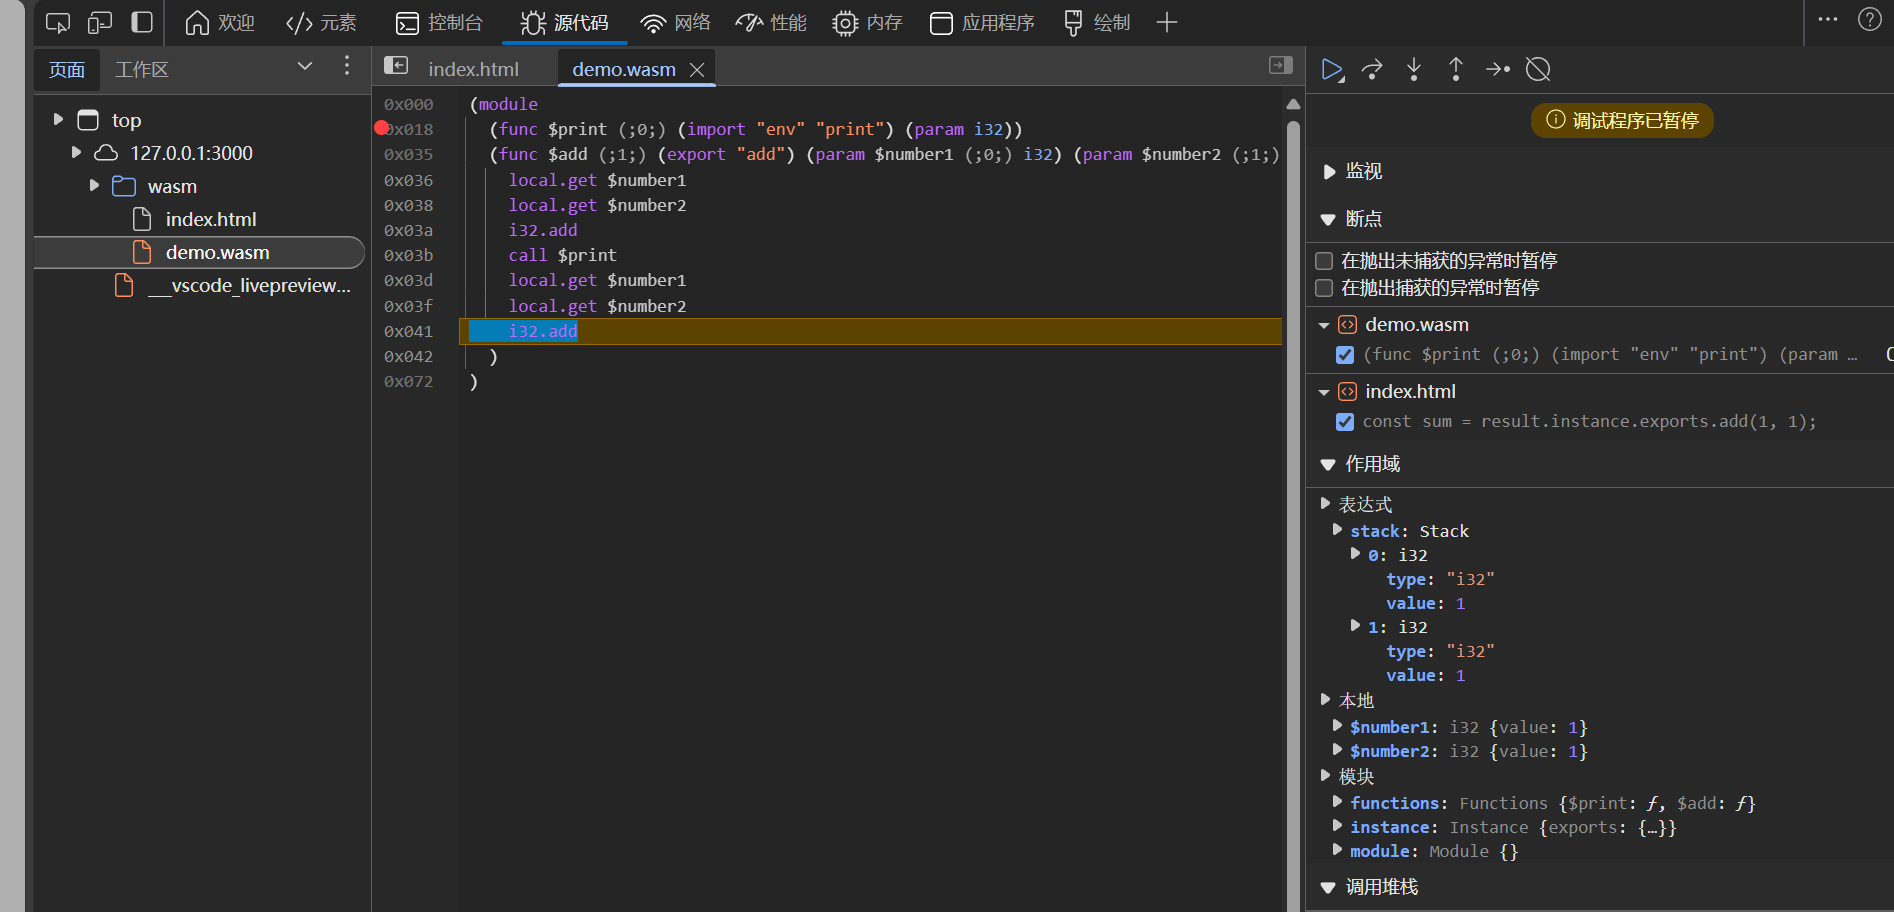 欢迎 元素 控制台 源代码 网络 性能 内存 应用程序 绘制
页面 工作区
top
127.0.0.1:3000
wasm
index.html
demo.wasm
__vscode_livepreview...
index.html demo.wasm
0x000 (module
0x018 (func $print (;0;) (import "env" "print") (param i32))
0x035 (func $add (;1;) (export "add") (param $number1 (;0;) i32) (param $number2 (;1;)
0x036 local.get $number1
0x038 local.get $number2
0x03a i32.add
0x03b call $print
0x03d local.get $number1
0x03f local.get $number2
0x041 i32.add
0x042 )
0x072 )
调试程序已暂停
监视
断点
在抛出未捕获的异常时暂停
在抛出捕获的异常时暂停
demo.wasm
(func $print (;0;) (import "env" "print") (param …
index.html
const sum = result.instance.exports.add(1, 1);
作用域
表达式
stack: Stack
0: i32
type: "i32"
value: 1
1: i32
type: "i32"
value: 1
本地
$number1: i32 {value: 1}
$number2: i32 {value: 1}
模块
functions: Functions {$print: ƒ, $add: ƒ}
instance: Instance {exports: {…}}
module: Module {}
调用堆栈